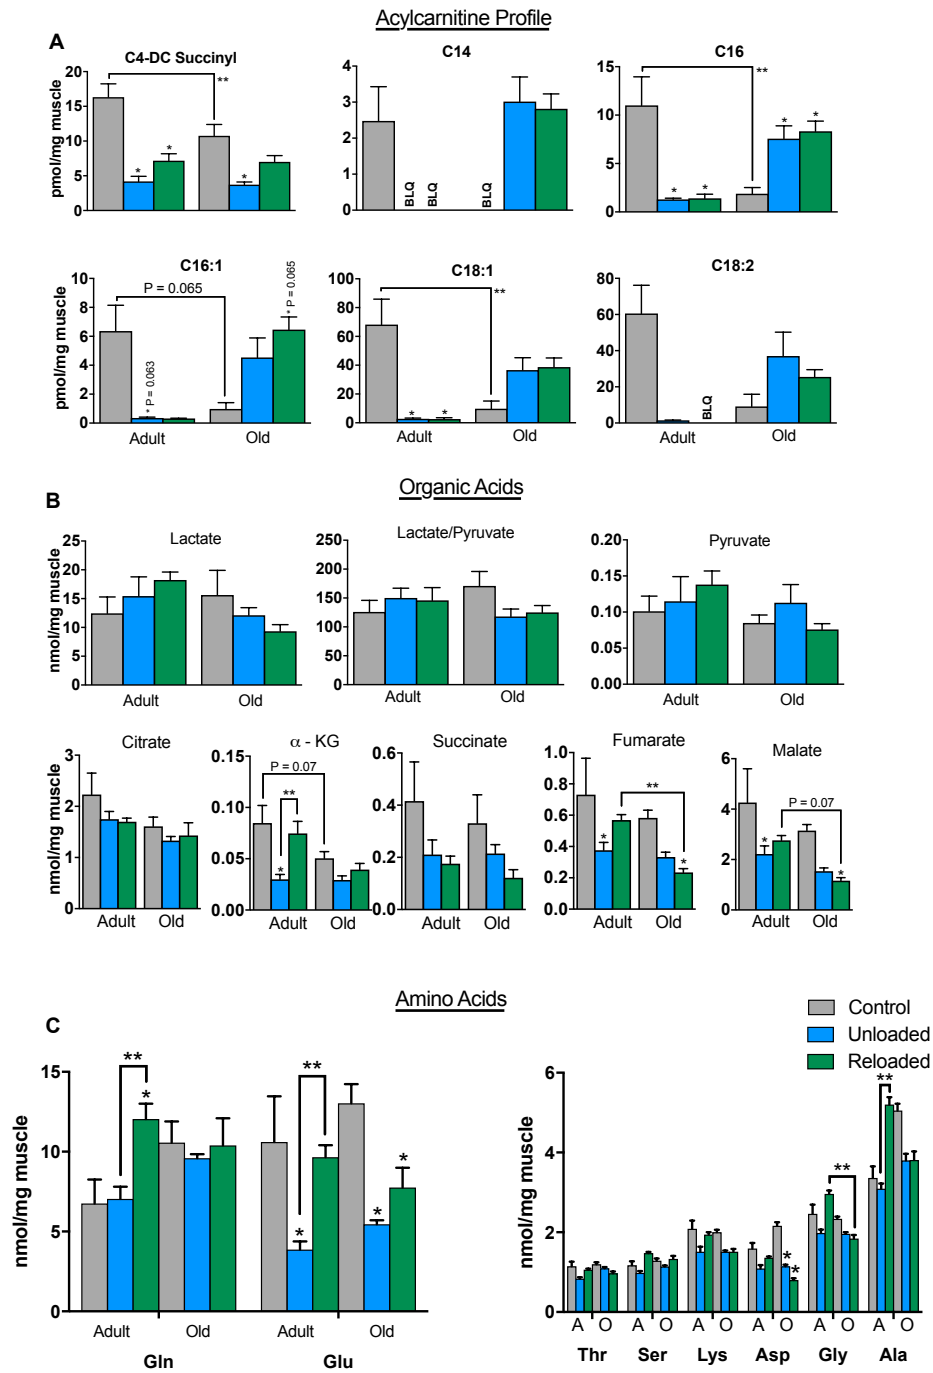 Acylcarnitine Profile
A
C4-DC Succinyl
C14
C16
pmol/mg muscle
20
15
10
5
0
**
*
*
*
4
3
2
1
0
BLQ
BLQ
BLQ
15
10
5
0
**
*
*
*
*
C16:1
C18:1
C18:2
pmol/mg muscle
10
8
6
4
2
0
P = 0.065
* P = 0.063
* P = 0.065
Adult
Old
100
80
60
40
20
0
**
*
*
Adult
Old
80
60
40
20
0
BLQ
Adult
Old
Organic Acids
B
Lactate
Lactate/Pyruvate
Pyruvate
nmol/mg muscle
25
20
15
10
5
0
Adult
Old
250
200
150
100
50
0
Adult
Old
0.20
0.15
0.10
0.05
0.00
Adult
Old
Citrate
α - KG
Succinate
Fumarate
Malate
nmol/mg muscle
3
2
1
0
Adult
Old
0.15
0.10
0.05
0.00
P = 0.07
**
*
Adult
Old
0.6
0.4
0.2
0.0
Adult
Old
1.0
0.8
0.6
0.4
0.2
0.0
**
*
*
Adult
Old
6
4
2
0
P = 0.07
*
*
Adult
Old
Amino Acids
C
Control
Unloaded
Reloaded
nmol/mg muscle
15
10
5
0
**
*
**
*
*
*
Adult
Old
Adult
Old
Gln
Glu
nmol/mg muscle
6
4
2
0
*
*
**
**
A O A O A O A O A O A O
Thr Ser Lys Asp Gly Ala